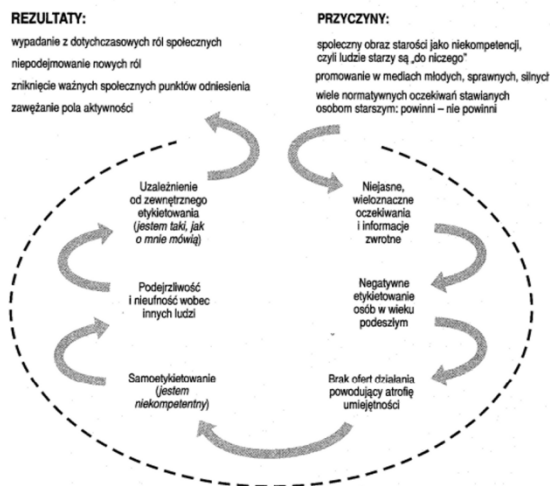 REZULTATY:
wypadanie z dotychczasowych ról społecznych
niepodejmowanie nowych ról
zniknięcie ważnych społecznych punktów odniesienia
zawężanie pola aktywności
PRZYCZYNY:
społeczny obraz starości jako niekompetencji,
czyli ludzie starzy są „do niczego”
promowanie w mediach młodych, sprawnych, silnych
wiele normatywnych oczekiwań stawianych
osobom starszym: powinni – nie powinni
Niejasne,
wieloznaczne
oczekiwania
i informacje
zwrotne
Negatywne
etykietowanie
osób w wieku
podeszłym
Brak ofert działania
powodujący atrofię
umiejętności
Samoetykietowanie
(jestem
niekompetentny)
Podejrzliwość
i nieufność wobec
innych ludzi
Uzależnienie
od zewnętrznego
etykietowania
(jestem taki, jak
o mnie mówią)